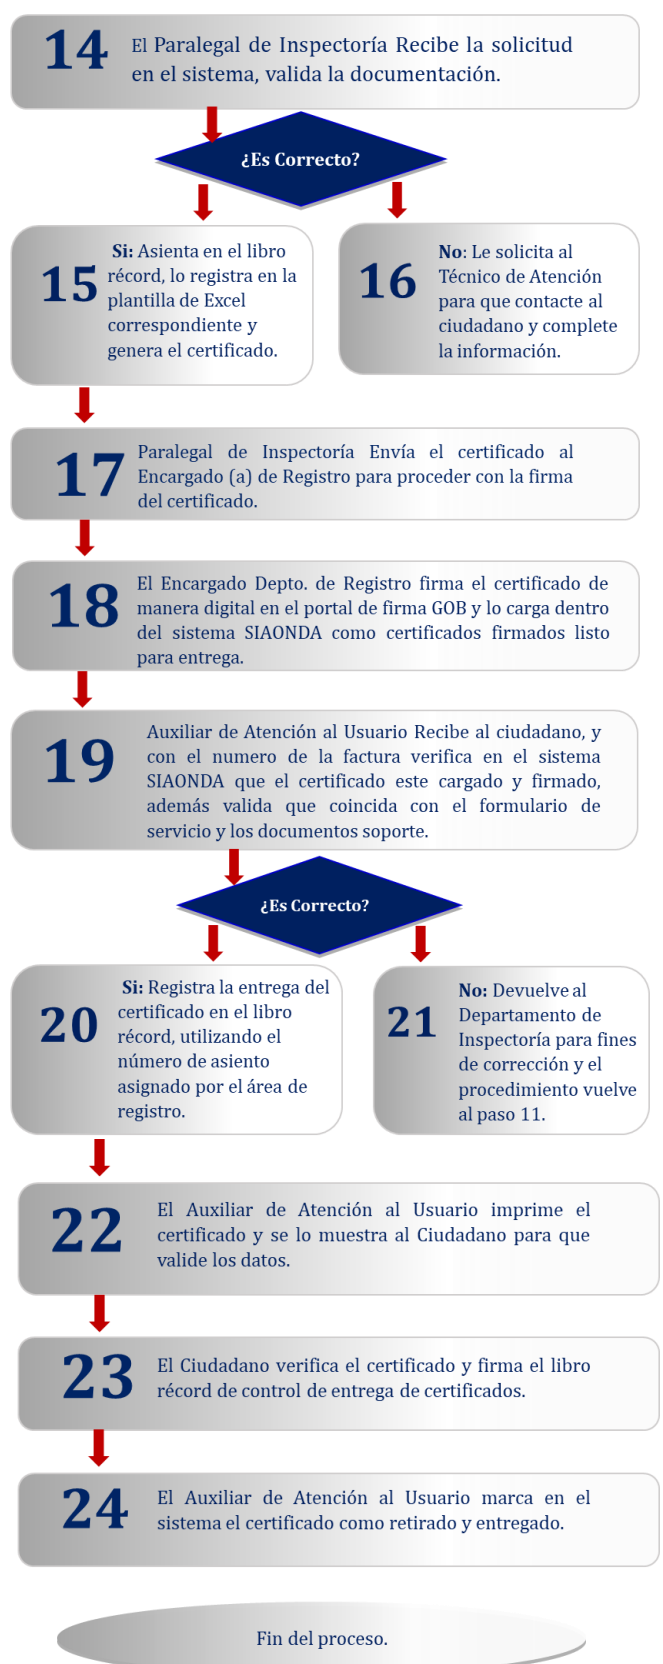 14
El Paralegal de Inspectoría Recibe la solicitud
en el sistema, valida la documentación.
¿Es Correcto?
15
Si: Asienta en el libro
récord, lo registra en la
plantilla de Excel
correspondiente y
genera el certificado.
16
No: Le solicita al
Técnico de Atención
para que contacte al
ciudadano y complete
la información.
17
Paralegal de Inspectoría Envía el certificado al
Encargado (a) de Registro para proceder con la firma
del certificado.
18
El Encargado Depto. de Registro firma el certificado de
manera digital en el portal de firma GOB y lo carga dentro
del sistema SIAONDA como certificados firmados listo
para entrega.
19
Auxiliar de Atención al Usuario Recibe al ciudadano, y
con el numero de la factura verifica en el sistema
SIAONDA que el certificado este cargado y firmado,
además valida que coincida con el formulario de
servicio y los documentos soporte.
¿Es Correcto?
20
Si: Registra la entrega del
certificado en el libro
récord, utilizando el
número de asiento
asignado por el área de
registro.
21
No: Devuelve al
Departamento de
Inspectoría para fines
de corrección y el
procedimiento vuelve
al paso 11.
22
El Auxiliar de Atención al Usuario imprime el
certificado y se lo muestra al Ciudadano para que
valide los datos.
23
El Ciudadano verifica el certificado y firma el libro
récord de control de entrega de certificados.
24
El Auxiliar de Atención al Usuario marca en el
sistema el certificado como retirado y entregado.
Fin del proceso.